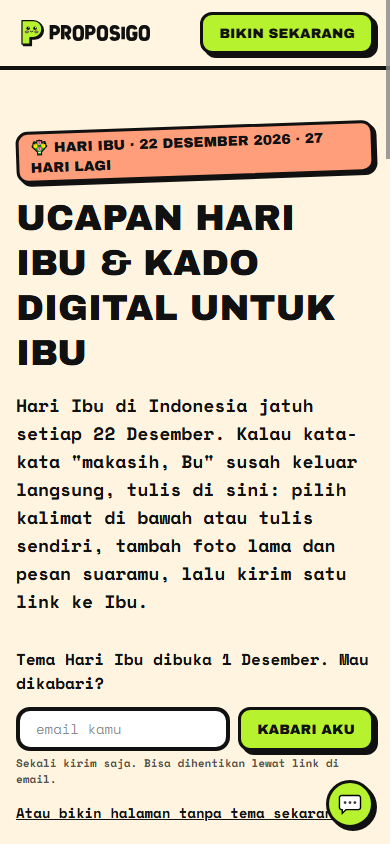 PROPOSIGO
BIKIN SEKARANG
HARI IBU · 22 DESEMBER 2026 · 27
HARI LAGI
UCAPAN HARI
IBU & KADO
DIGITAL UNTUK
IBU
Hari Ibu di Indonesia jatuh
setiap 22 Desember. Kalau kata-
kata "makasih, Bu" susah keluar
langsung, tulis di sini: pilih
kalimat di bawah atau tulis
sendiri, tambah foto lama dan
pesan suaramu, lalu kirim satu
link ke Ibu.
Tema Hari Ibu dibuka 1 Desember. Mau
dikabari?
email kamu
KABARI AKU
Sekali kirim saja. Bisa dihentikan lewat link di
email.
Atau bikin halaman tanpa tema